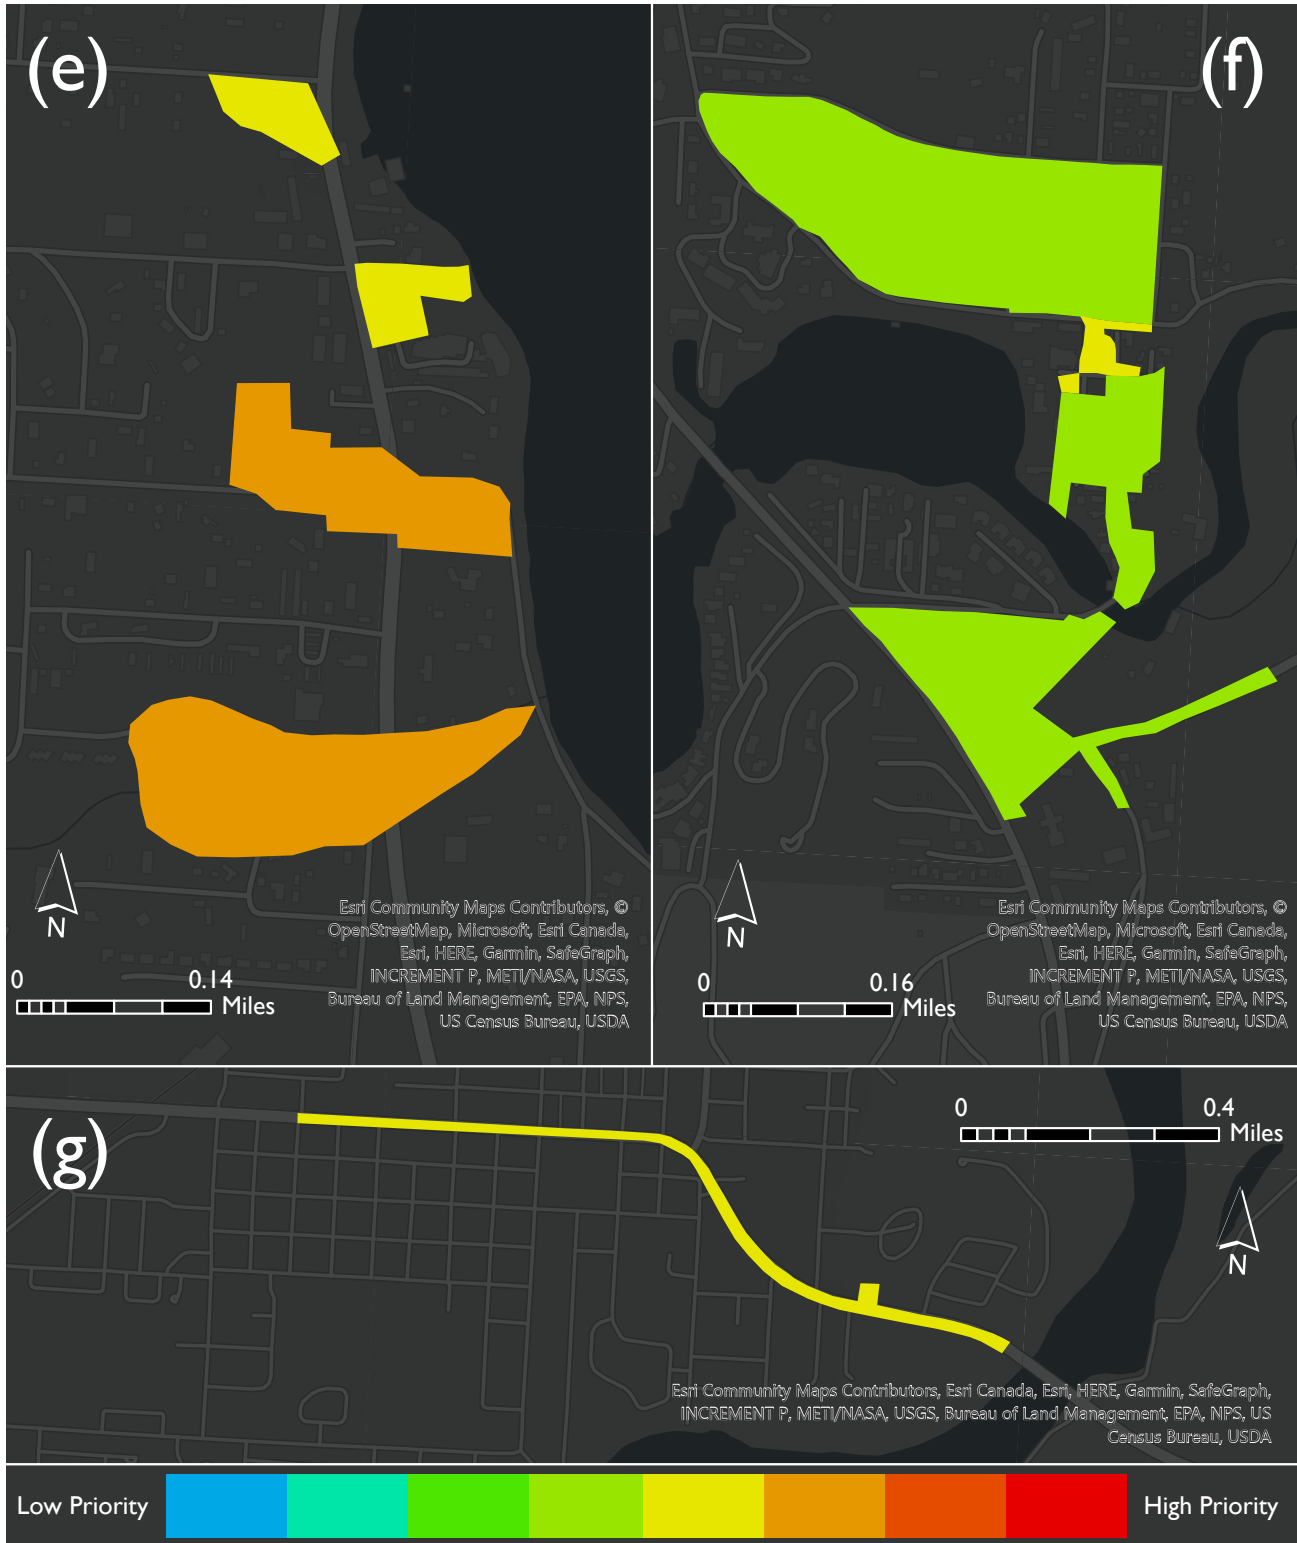 (e)
(f)
N
Esri Community Maps Contributors, ©
OpenStreetMap, Microsoft, Esri Canada,
Esri, HERE, Garmin, SafeGraph,
INCREMENT P, METI/NASA, USGS,
Bureau of Land Management, EPA, NPS,
US Census Bureau, USDA
0 0.14
Miles
N
Esri Community Maps Contributors, ©
OpenStreetMap, Microsoft, Esri Canada,
Esri, HERE, Garmin, SafeGraph,
INCREMENT P, METI/NASA, USGS,
Bureau of Land Management, EPA, NPS,
US Census Bureau, USDA
0 0.16
Miles
(g)
0 0.4
Miles
N
Esri Community Maps Contributors, Esri Canada, Esri, HERE, Garmin, SafeGraph,
INCREMENT P, METI/NASA, USGS, Bureau of Land Management, EPA, NPS, US
Census Bureau, USDA
Low Priority
High Priority